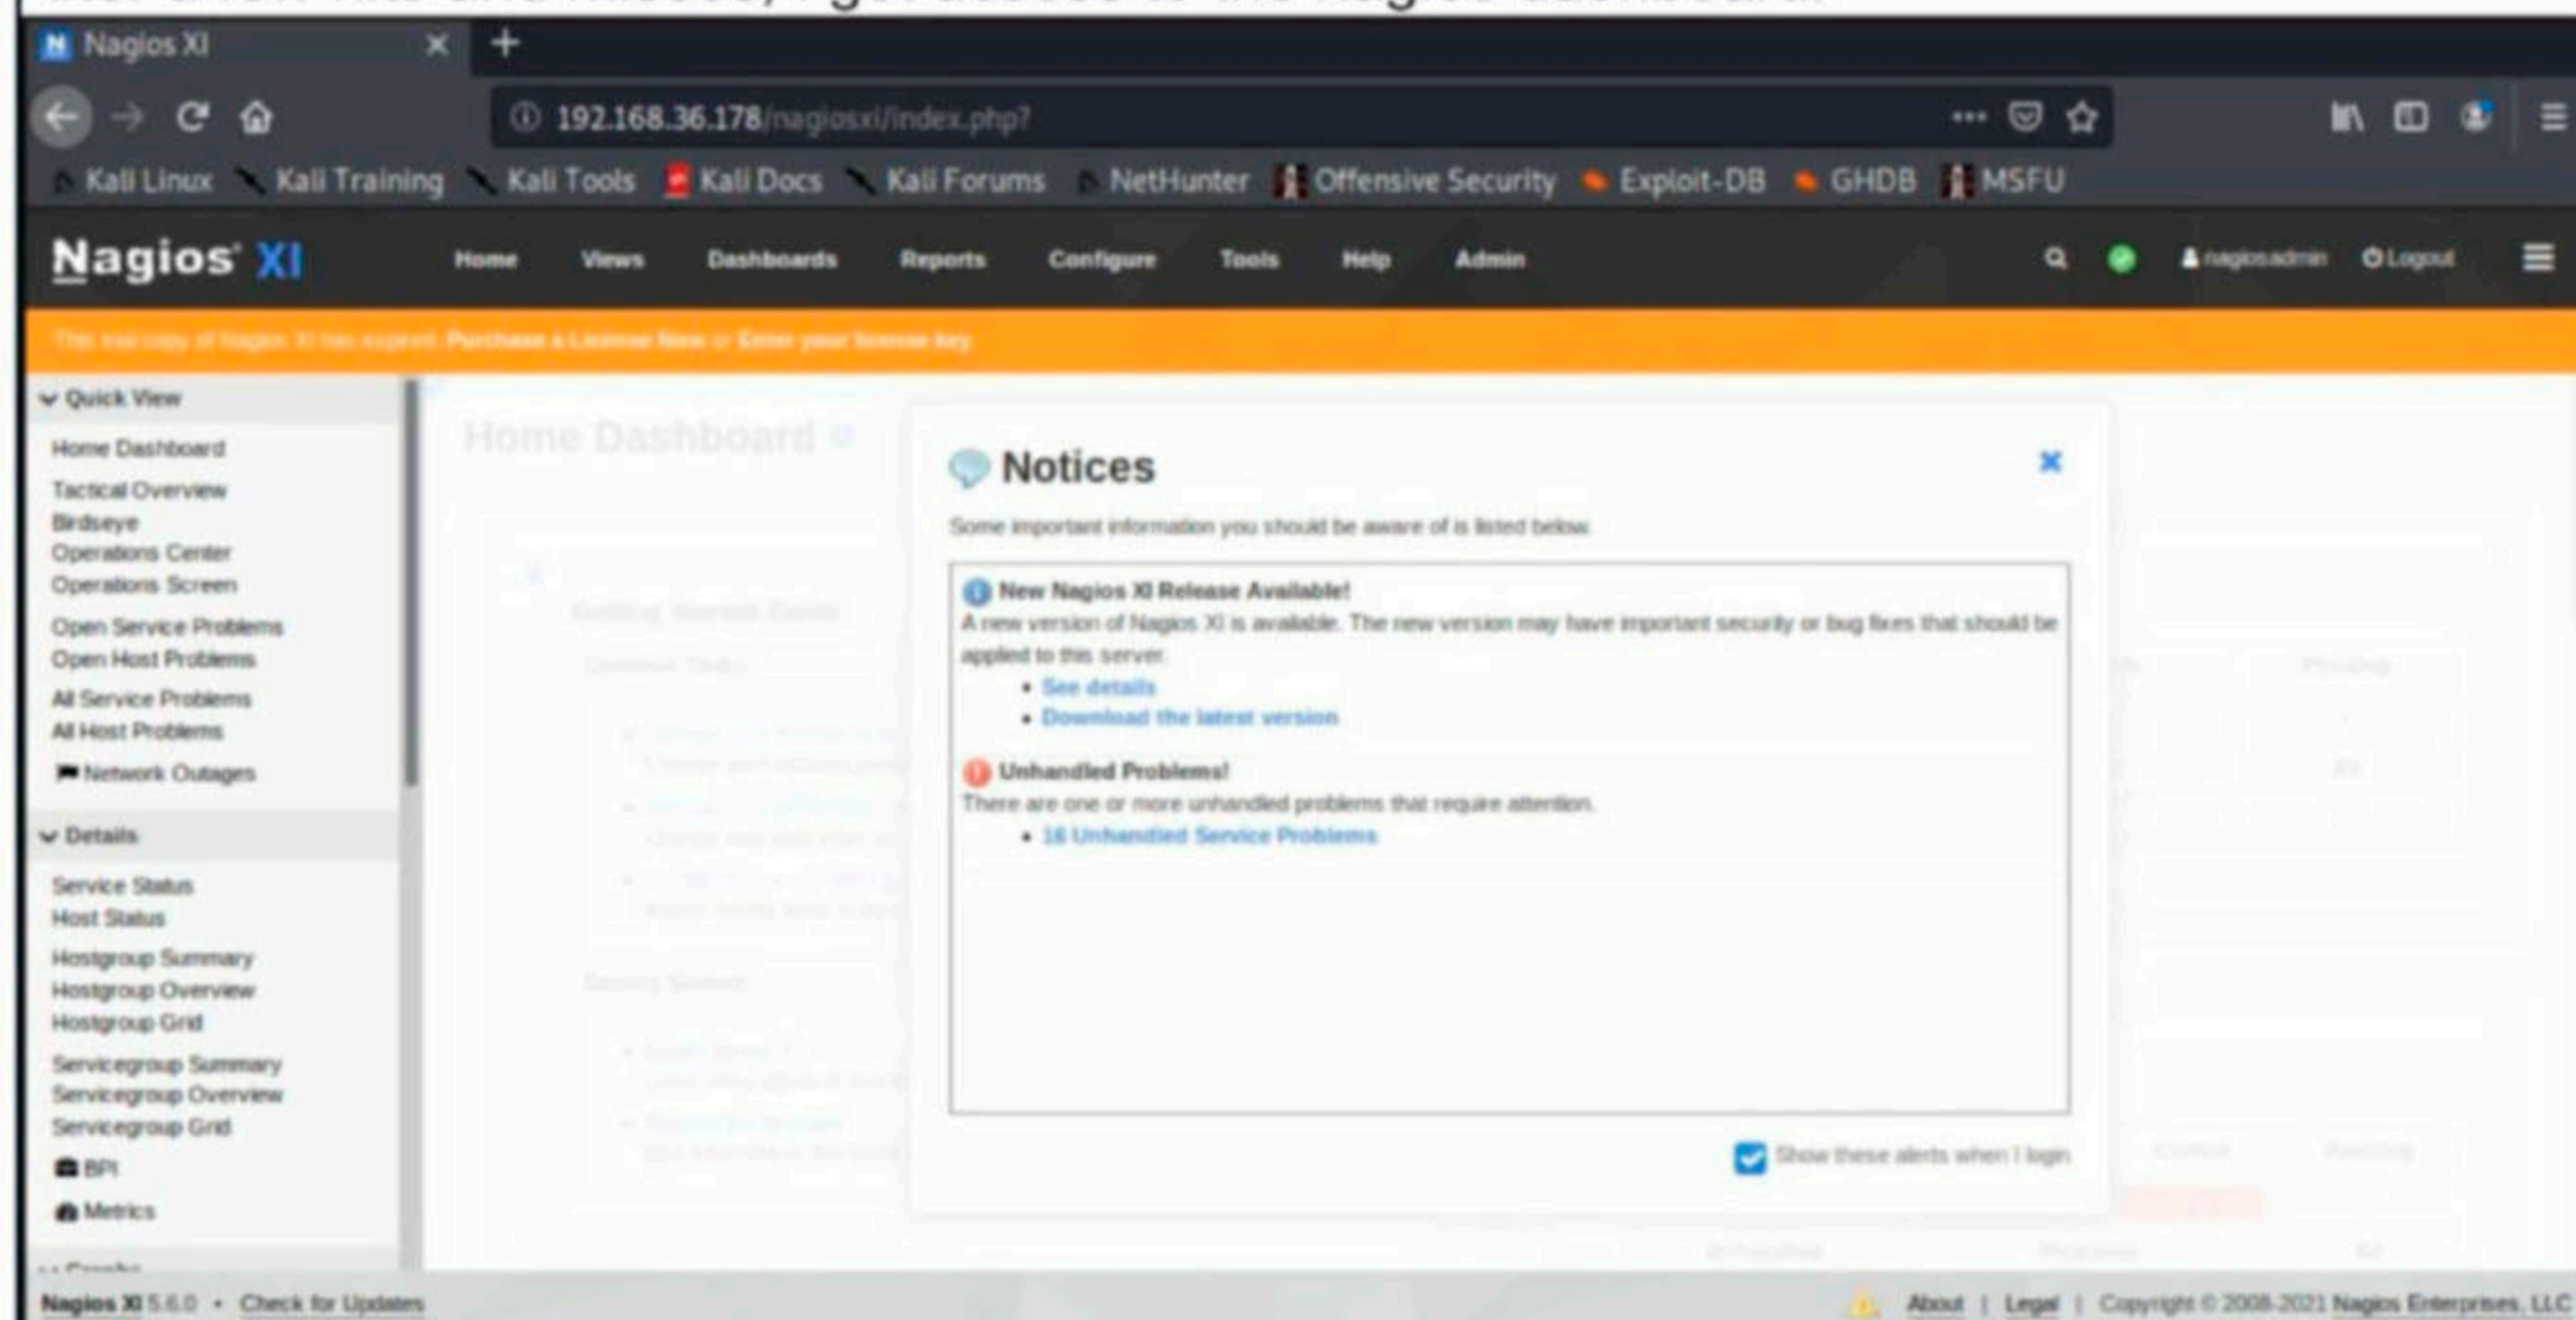 Nagios XI
192.168.36.178/nagiosxi/index.php?
Kali Linux Kali Training Kali Tools Kali Docs Kali Forums NetHunter Offensive Security Exploit-DB GHDB MSFU
Nagios XI Home Views Dashboards Reports Configure Tools Help Admin nagiosadmin Logout
This trial copy of Nagios XI has expired. Purchase a License Now or Enter your license key.
Quick View
Home Dashboard
Tactical Overview
Birdseye
Operations Center
Operations Screen
Open Service Problems
Open Host Problems
All Service Problems
All Host Problems
Network Outages
Details
Service Status
Host Status
Hostgroup Summary
Hostgroup Overview
Hostgroup Grid
Servicegroup Summary
Servicegroup Overview
Servicegroup Grid
BPI
Metrics
Home Dashboard
Notices
Some important information you should be aware of is listed below.
New Nagios XI Release Available!
A new version of Nagios XI is available. The new version may have important security or bug fixes that should be
applied to this server.
• See details
• Download the latest version
Unhandled Problems!
There are one or more unhandled problems that require attention.
• 16 Unhandled Service Problems
Show these alerts when I login
Nagios XI 5.6.0 • Check for Updates
About | Legal | Copyright © 2008-2021 Nagios Enterprises, LLC